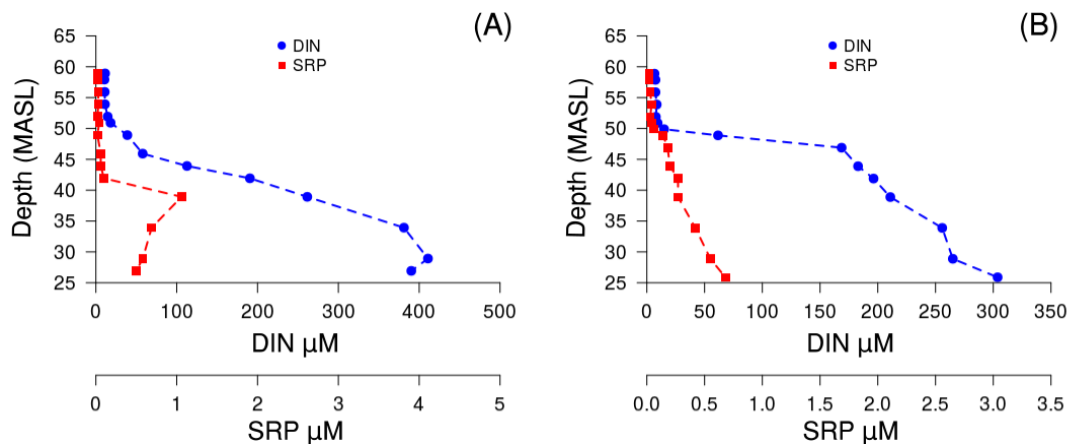 (A)
DIN
SRP
Depth (MASL)
65
60
55
50
45
40
35
30
25
0 100 200 300 400 500
DIN µM
0 1 2 3 4 5
SRP µM
(B)
DIN
SRP
Depth (MASL)
65
60
55
50
45
40
35
30
25
0 50 100 150 200 250 300 350
DIN µM
0.0 0.5 1.0 1.5 2.0 2.5 3.0 3.5
SRP µM